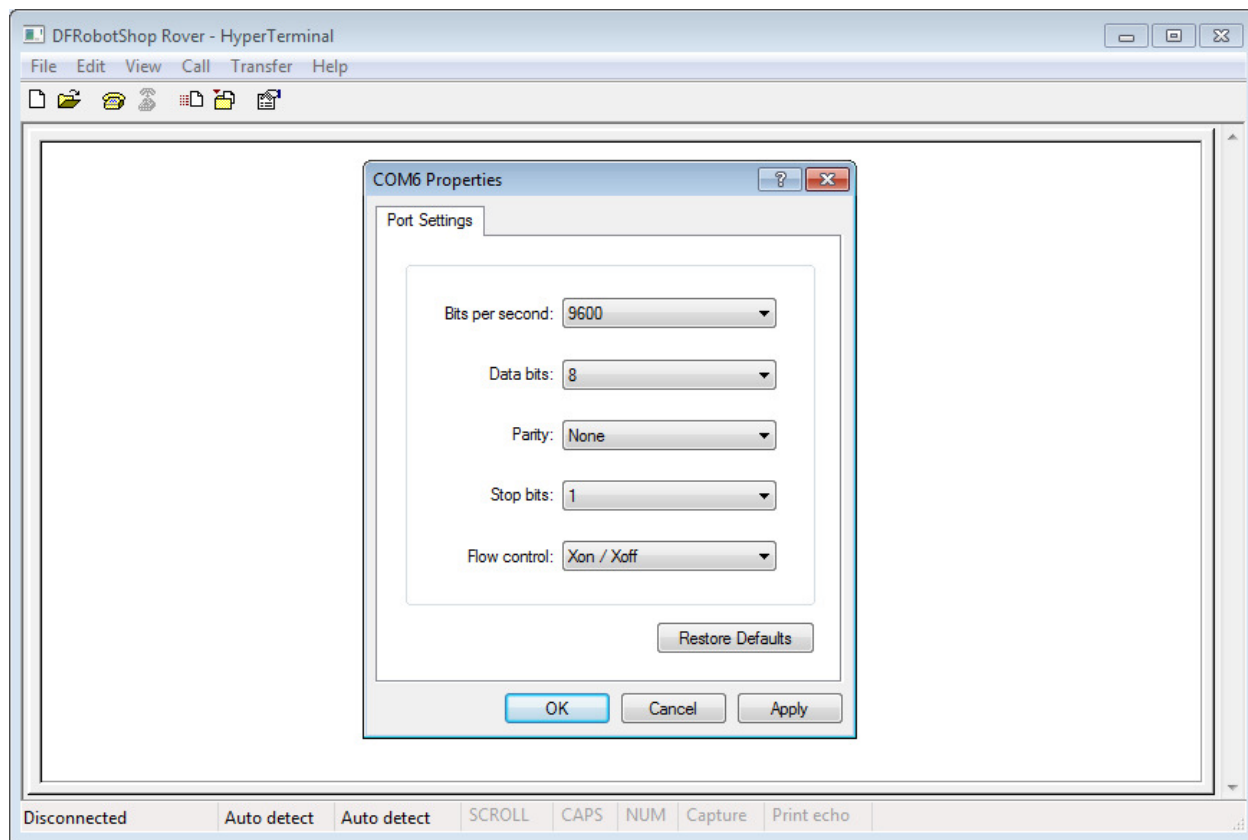 DFRobotShop Rover - HyperTerminal
File Edit View Call Transfer Help
COM6 Properties
Port Settings
Bits per second: 9600
Data bits: 8
Parity: None
Stop bits: 1
Flow control: Xon / Xoff
Restore Defaults
OK Cancel Apply
Disconnected Auto detect Auto detect SCROLL CAPS NUM Capture Print echo